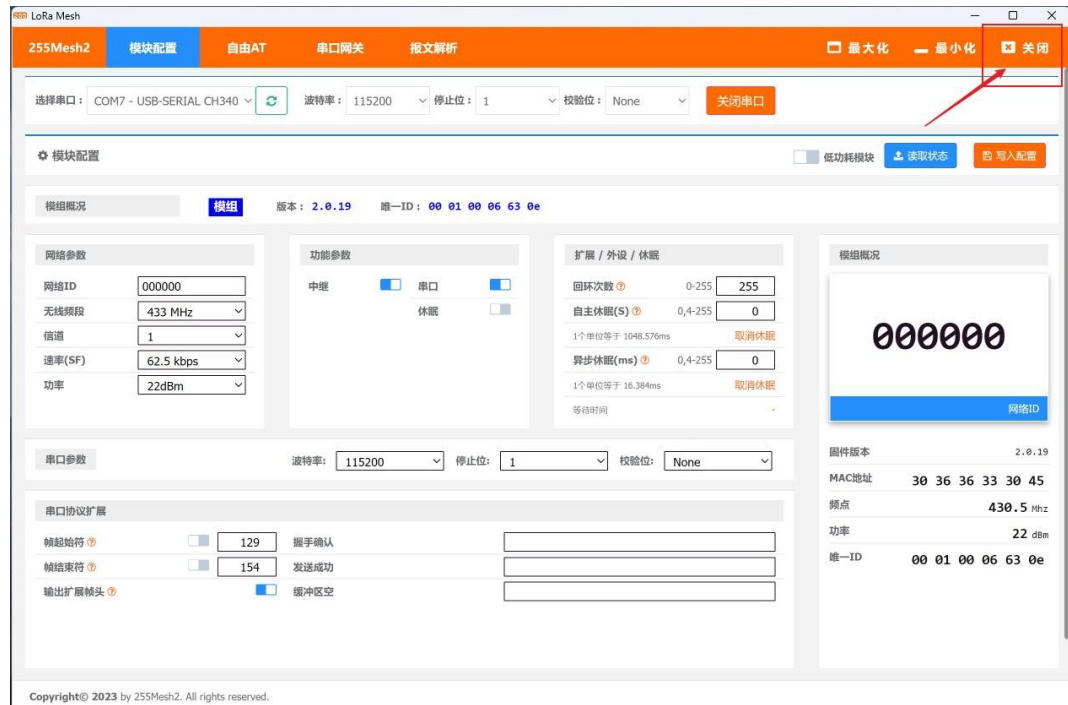 LoRa Mesh
255Mesh2 模块配置 自由AT 串口网关 报文解析 最大化 最小化 关闭
选择串口： COM7 - USB-SERIAL CH340 波特率： 115200 停止位： 1 校验位： None 关闭串口
模块配置 低功耗模块 读取状态 写入配置
模组概况 模组 版本： 2.0.19 唯一ID： 00 01 00 06 63 0e
网络参数
网络ID 000000
无线频段 433 MHz
信道 1
速率(SF) 62.5 kbps
功率 22dBm
功能参数
中继 串口
休眠
扩展 / 外设 / 休眠
回环次数 ? 0-255 255
自主休眠(S) ? 0,4-255 0
1个单位等于 1048.576ms 取消休眠
异步休眠(ms) ? 0,4-255 0
1个单位等于 16.384ms 取消休眠
等待时间 -
模组概况
000000
网络ID
固件版本 2.0.19
MAC地址 30 36 36 33 30 45
频点 430.5 Mhz
功率 22 dBm
唯一ID 00 01 00 06 63 0e
串口参数 波特率: 115200 停止位: 1 校验位: None
串口协议扩展
帧起始符 ? 129 握手确认
帧结束符 ? 154 发送成功
输出扩展帧头 ? 缓冲区空
Copyright© 2023 by 255Mesh2. All rights reserved.